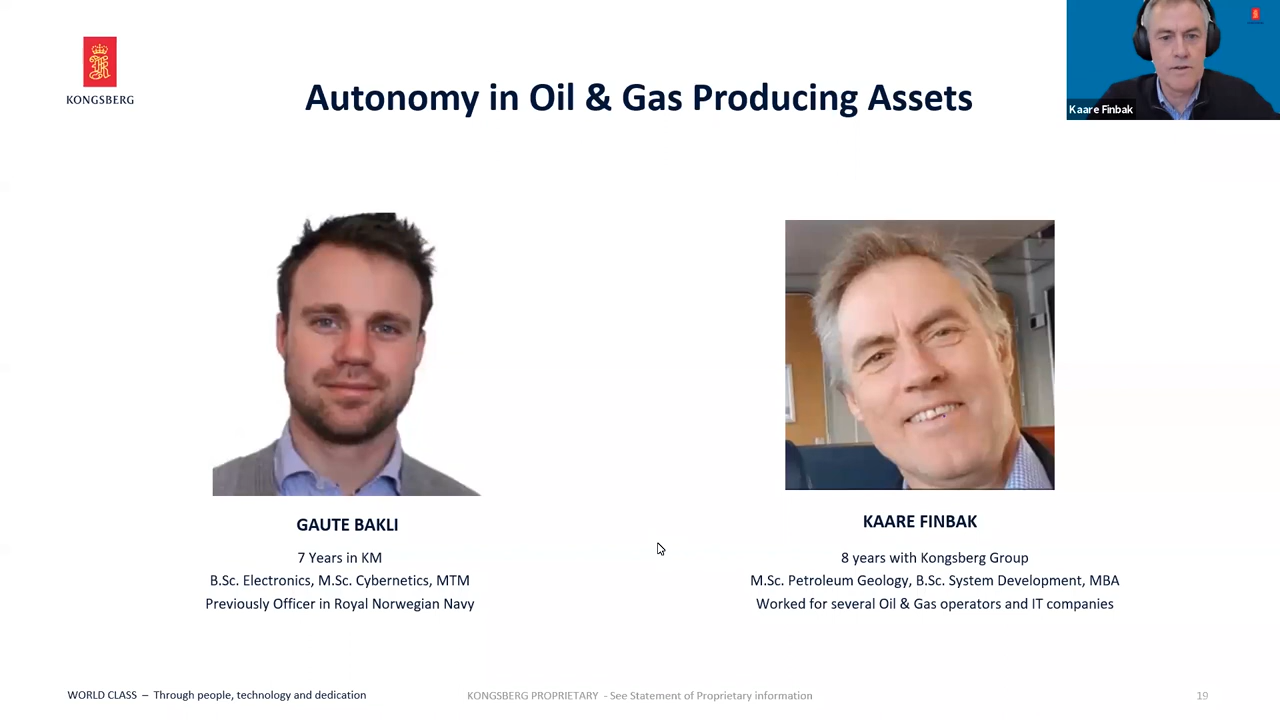 KONGSBERG
Autonomy in Oil & Gas Producing Assets
Kaare Finbak
GAUTE BAKLI
7 Years in KM
B.Sc. Electronics, M.Sc. Cybernetics, MTM
Previously Officer in Royal Norwegian Navy
KAARE FINBAK
8 years with Kongsberg Group
M.Sc. Petroleum Geology, B.Sc. System Development, MBA
Worked for several Oil & Gas operators and IT companies
WORLD CLASS – Through people, technology and dedication
KONGSBERG PROPRIETARY - See Statement of Proprietary information
19